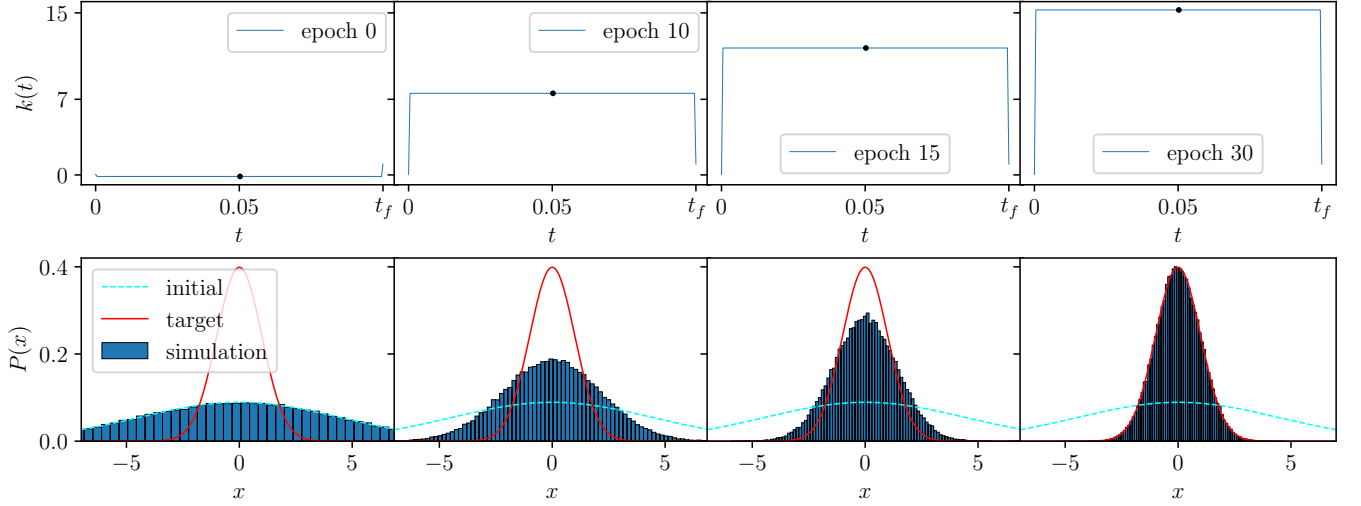 15
7
0
k(t)
epoch 0
epoch 10
epoch 15
epoch 30
0 0.05 t_f
0 0.05 t_f
0 0.05 t_f
0 0.05 t_f
t t t t
0.4
0.2
0.0
P(x)
initial
target
simulation
−5 0 5
−5 0 5
−5 0 5
−5 0 5
x x x x